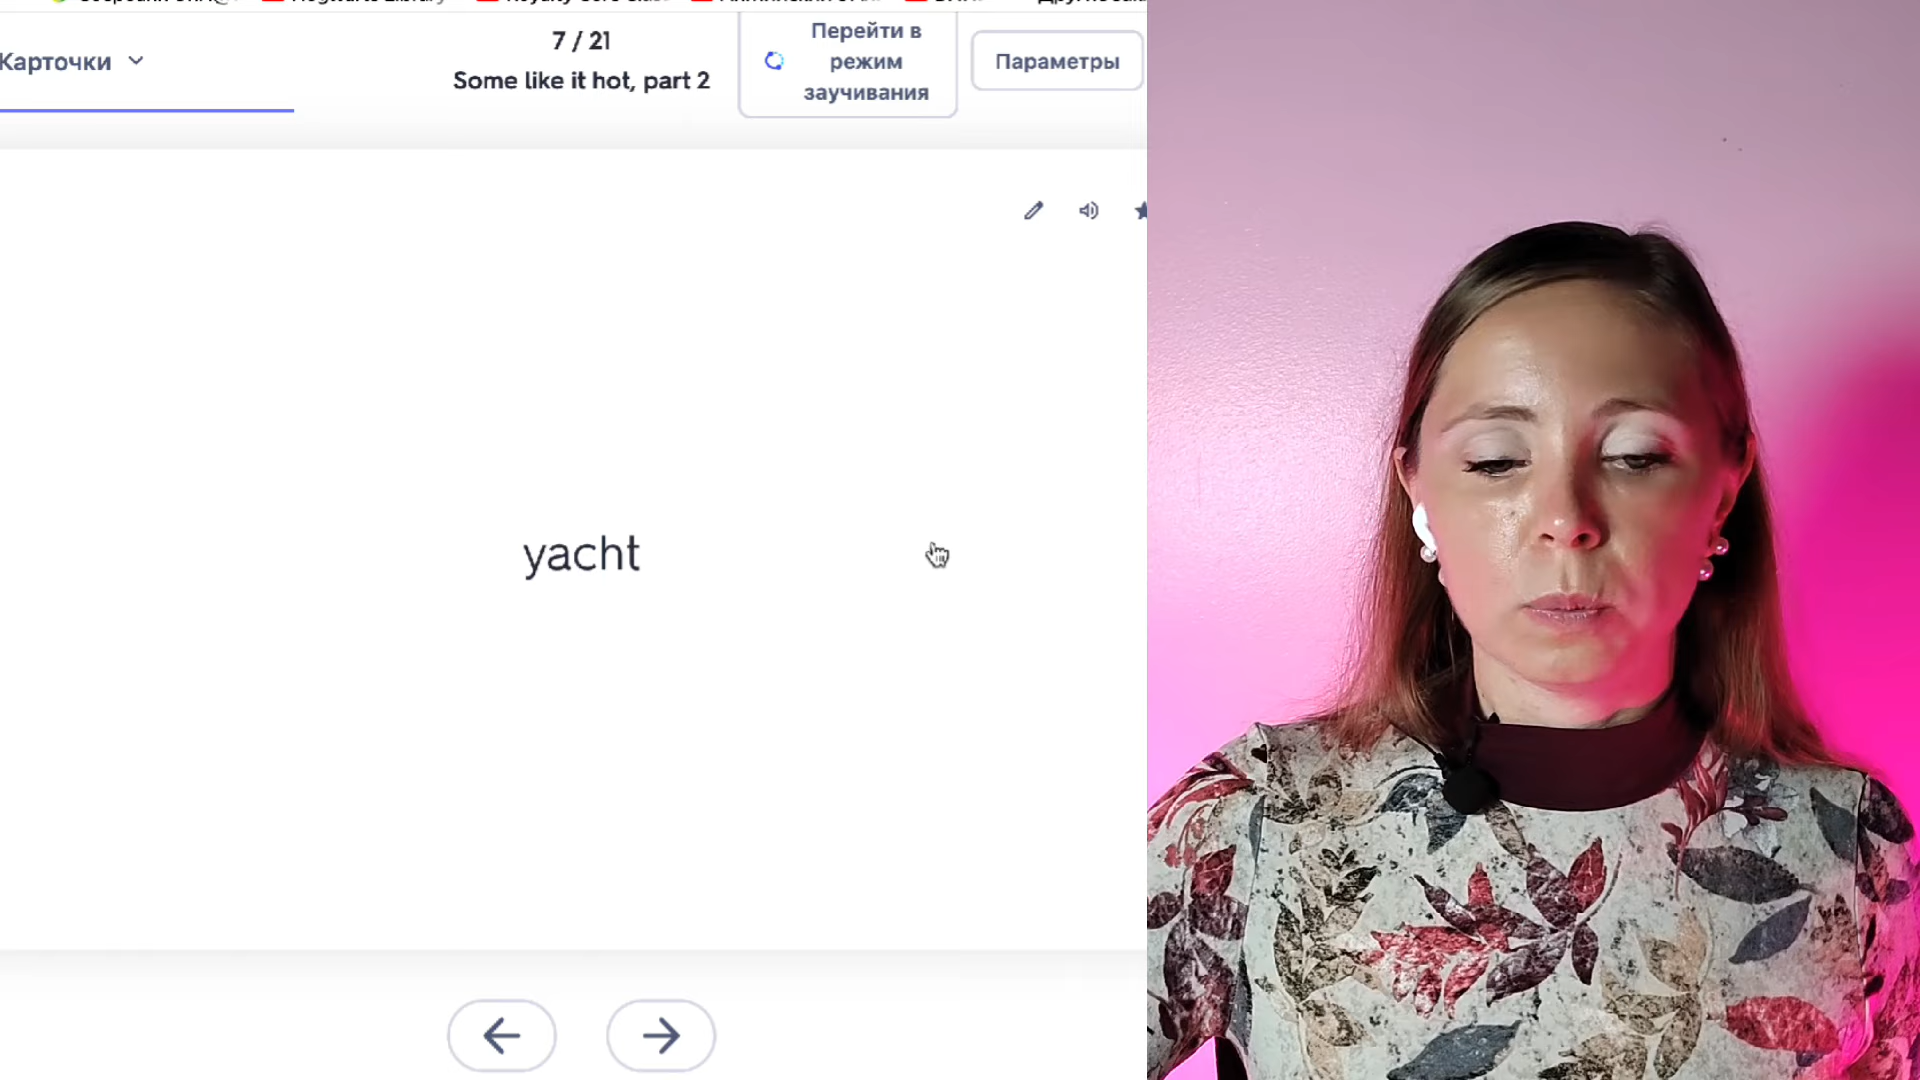 7 / 21
Карточки
Some like it hot, part 2
Перейти в
режим
заучивания
Параметры
yacht